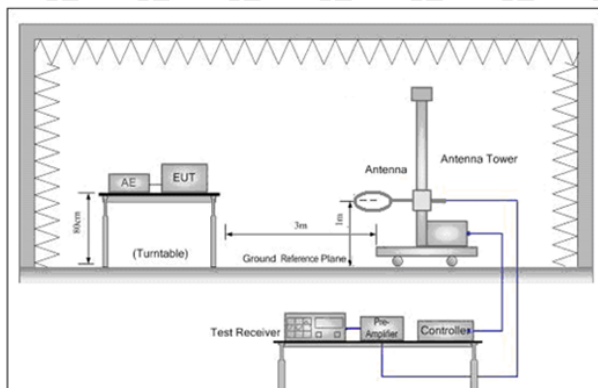 AE
EUT
80cm
(Turntable)
3m
1m
Ground Reference Plane
Antenna
Antenna Tower
Test Receiver
Pre-
Amplifier
Controller